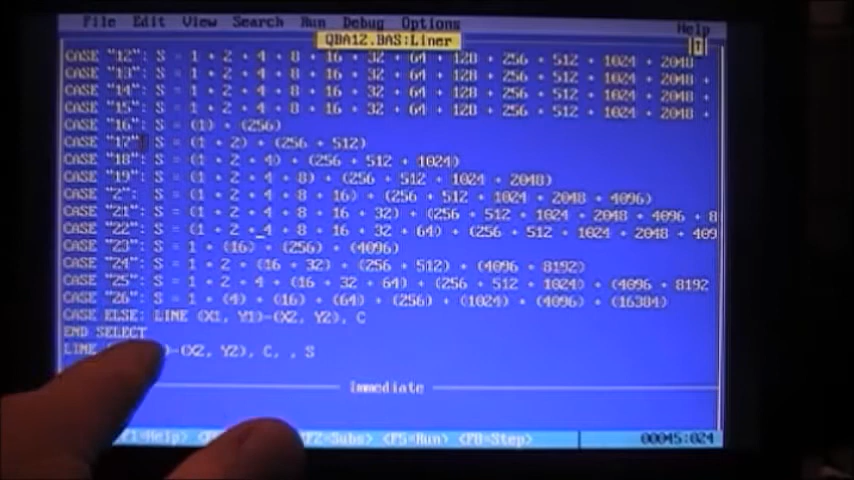 File Edit View Search Run Debug Options Help
QBA12.BAS:Liner
CASE "12": S = 1 + 2 + 4 + 8 + 16 + 32 + 64 + 128 + 256 + 512 + 1024 + 2048
CASE "13": S = 1 + 2 + 4 + 8 + 16 + 32 + 64 + 128 + 256 + 512 + 1024 + 2048 +
CASE "14": S = 1 + 2 + 4 + 8 + 16 + 32 + 64 + 128 + 256 + 512 + 1024 + 2048 +
CASE "15": S = 1 + 2 + 4 + 8 + 16 + 32 + 64 + 128 + 256 + 512 + 1024 + 2048 +
CASE "16": S = (1) + (256)
CASE "17": S = (1 + 2) + (256 + 512)
CASE "18": S = (1 + 2 + 4) + (256 + 512 + 1024)
CASE "19": S = (1 + 2 + 4 + 8) + (256 + 512 + 1024 + 2048)
CASE "2": S = (1 + 2 + 4 + 8 + 16) + (256 + 512 + 1024 + 2048 + 4096)
CASE "21": S = (1 + 2 + 4 + 8 + 16 + 32) + (256 + 512 + 1024 + 2048 + 4096 + 8
CASE "22": S = (1 + 2 + 4 + 8 + 16 + 32 + 64) + (256 + 512 + 1024 + 2048 + 409
CASE "23": S = 1 + (16) + (256) + (4096)
CASE "24": S = 1 + 2 + (16 + 32) + (256 + 512) + (4096 + 8192)
CASE "25": S = 1 + 2 + 4 + (16 + 32 + 64) + (256 + 512 + 1024) + (4096 + 8192
CASE "26": S = 1 + (4) + (16) + (64) + (256) + (1024) + (4096) + (16384)
CASE ELSE: LINE (X1, Y1)-(X2, Y2), C
END SELECT
LINE )-(X2, Y2), C, , S
Immediate
F1=Help> <F2=Subs> <F5=Run> <F8=Step> 00045:024